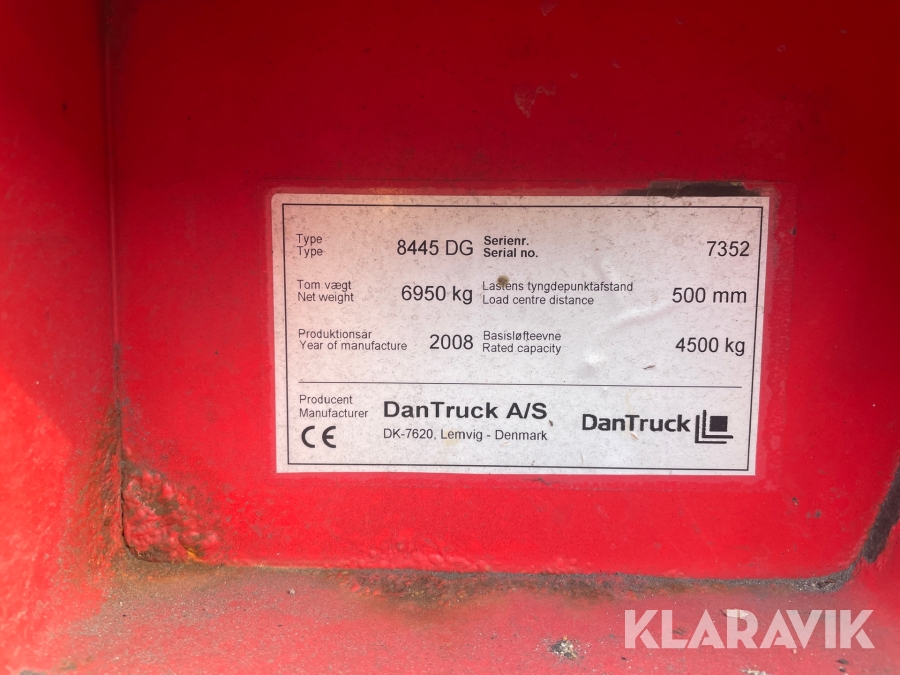 Type
Type
8445 DG
Serienr.
Serial no.
7352
Tom vægt
Net weight
6950 kg
Lastens tyngdepunktafstand
Load centre distance
500 mm
Produktionsår
Year of manufacture
2008
Basisløfteevne
Rated capacity
4500 kg
Producent
Manufacturer
CE
DanTruck A/S
DK-7620, Lemvig - Denmark
DanTruck
KLARAVIK